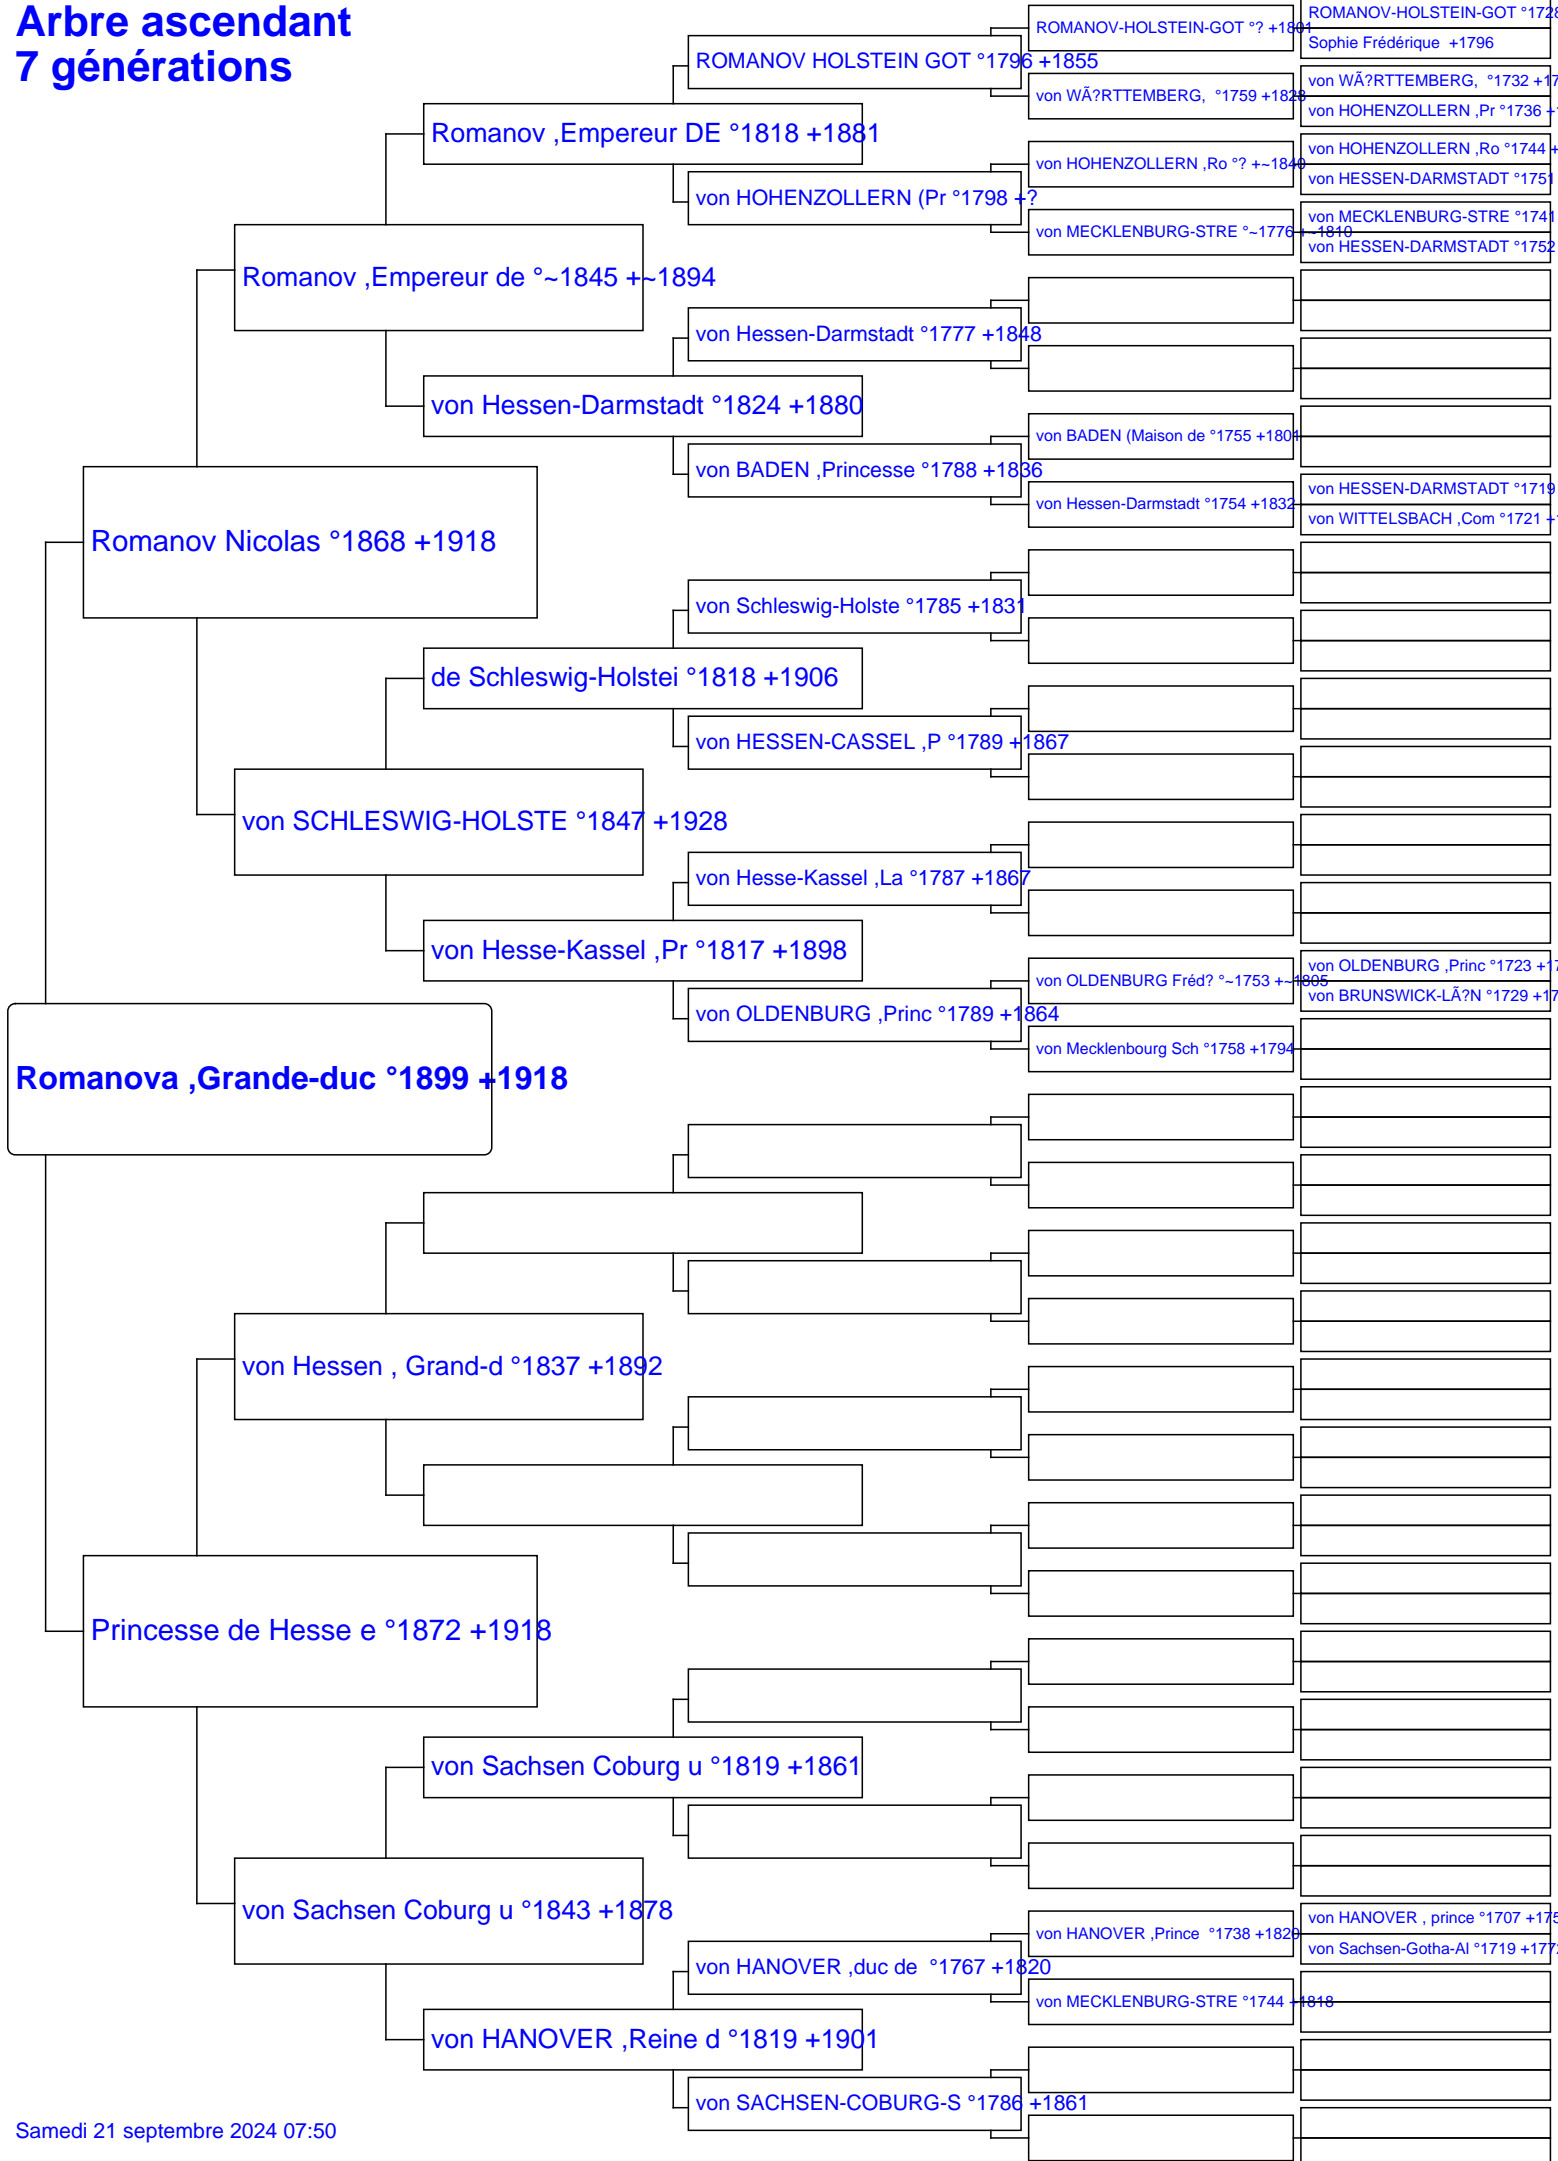 Arbre ascendant
7 générations
ROMANOV-HOLSTEIN-GOT °1728
ROMANOV-HOLSTEIN-GOT °? +1801
Sophie Frédérique +1796
ROMANOV HOLSTEIN GOT °1796 +1855
von WÃ?RTTEMBERG, °1732 +17
von WÃ?RTTEMBERG, °1759 +1828
von HOHENZOLLERN ,Pr °1736 +
Romanov ,Empereur DE °1818 +1881
von HOHENZOLLERN ,Ro °1744 +
von HOHENZOLLERN ,Ro °? +~1840
von HESSEN-DARMSTADT °1751
von HOHENZOLLERN (Pr °1798 +?
von MECKLENBURG-STRE °1741
von MECKLENBURG-STRE °~1776 +~1810
von HESSEN-DARMSTADT °1752
Romanov ,Empereur de °~1845 +~1894
von Hessen-Darmstadt °1777 +1848
von Hessen-Darmstadt °1824 +1880
von BADEN (Maison de °1755 +1801
von BADEN ,Princesse °1788 +1836
von HESSEN-DARMSTADT °1719
von Hessen-Darmstadt °1754 +1832
von WITTELSBACH ,Com °1721 +
Romanov Nicolas °1868 +1918
von Schleswig-Holste °1785 +1831
de Schleswig-Holstei °1818 +1906
von HESSEN-CASSEL ,P °1789 +1867
von SCHLESWIG-HOLSTE °1847 +1928
von Hesse-Kassel ,La °1787 +1867
von Hesse-Kassel ,Pr °1817 +1898
von OLDENBURG ,Princ °1723 +17
von OLDENBURG Fréd? °~1753 +~1805
von BRUNSWICK-LÃ?N °1729 +17
von OLDENBURG ,Princ °1789 +1864
von Mecklenbourg Sch °1758 +1794
Romanova ,Grande-duc °1899 +1918
von Hessen , Grand-d °1837 +1892
Princesse de Hesse e °1872 +1918
von Sachsen Coburg u °1819 +1861
von Sachsen Coburg u °1843 +1878
von HANOVER , prince °1707 +175
von HANOVER ,Prince °1738 +1820
von Sachsen-Gotha-Al °1719 +1772
von HANOVER ,duc de °1767 +1820
von MECKLENBURG-STRE °1744 +1818
von HANOVER ,Reine d °1819 +1901
von SACHSEN-COBURG-S °1786 +1861
Samedi 21 septembre 2024 07:50